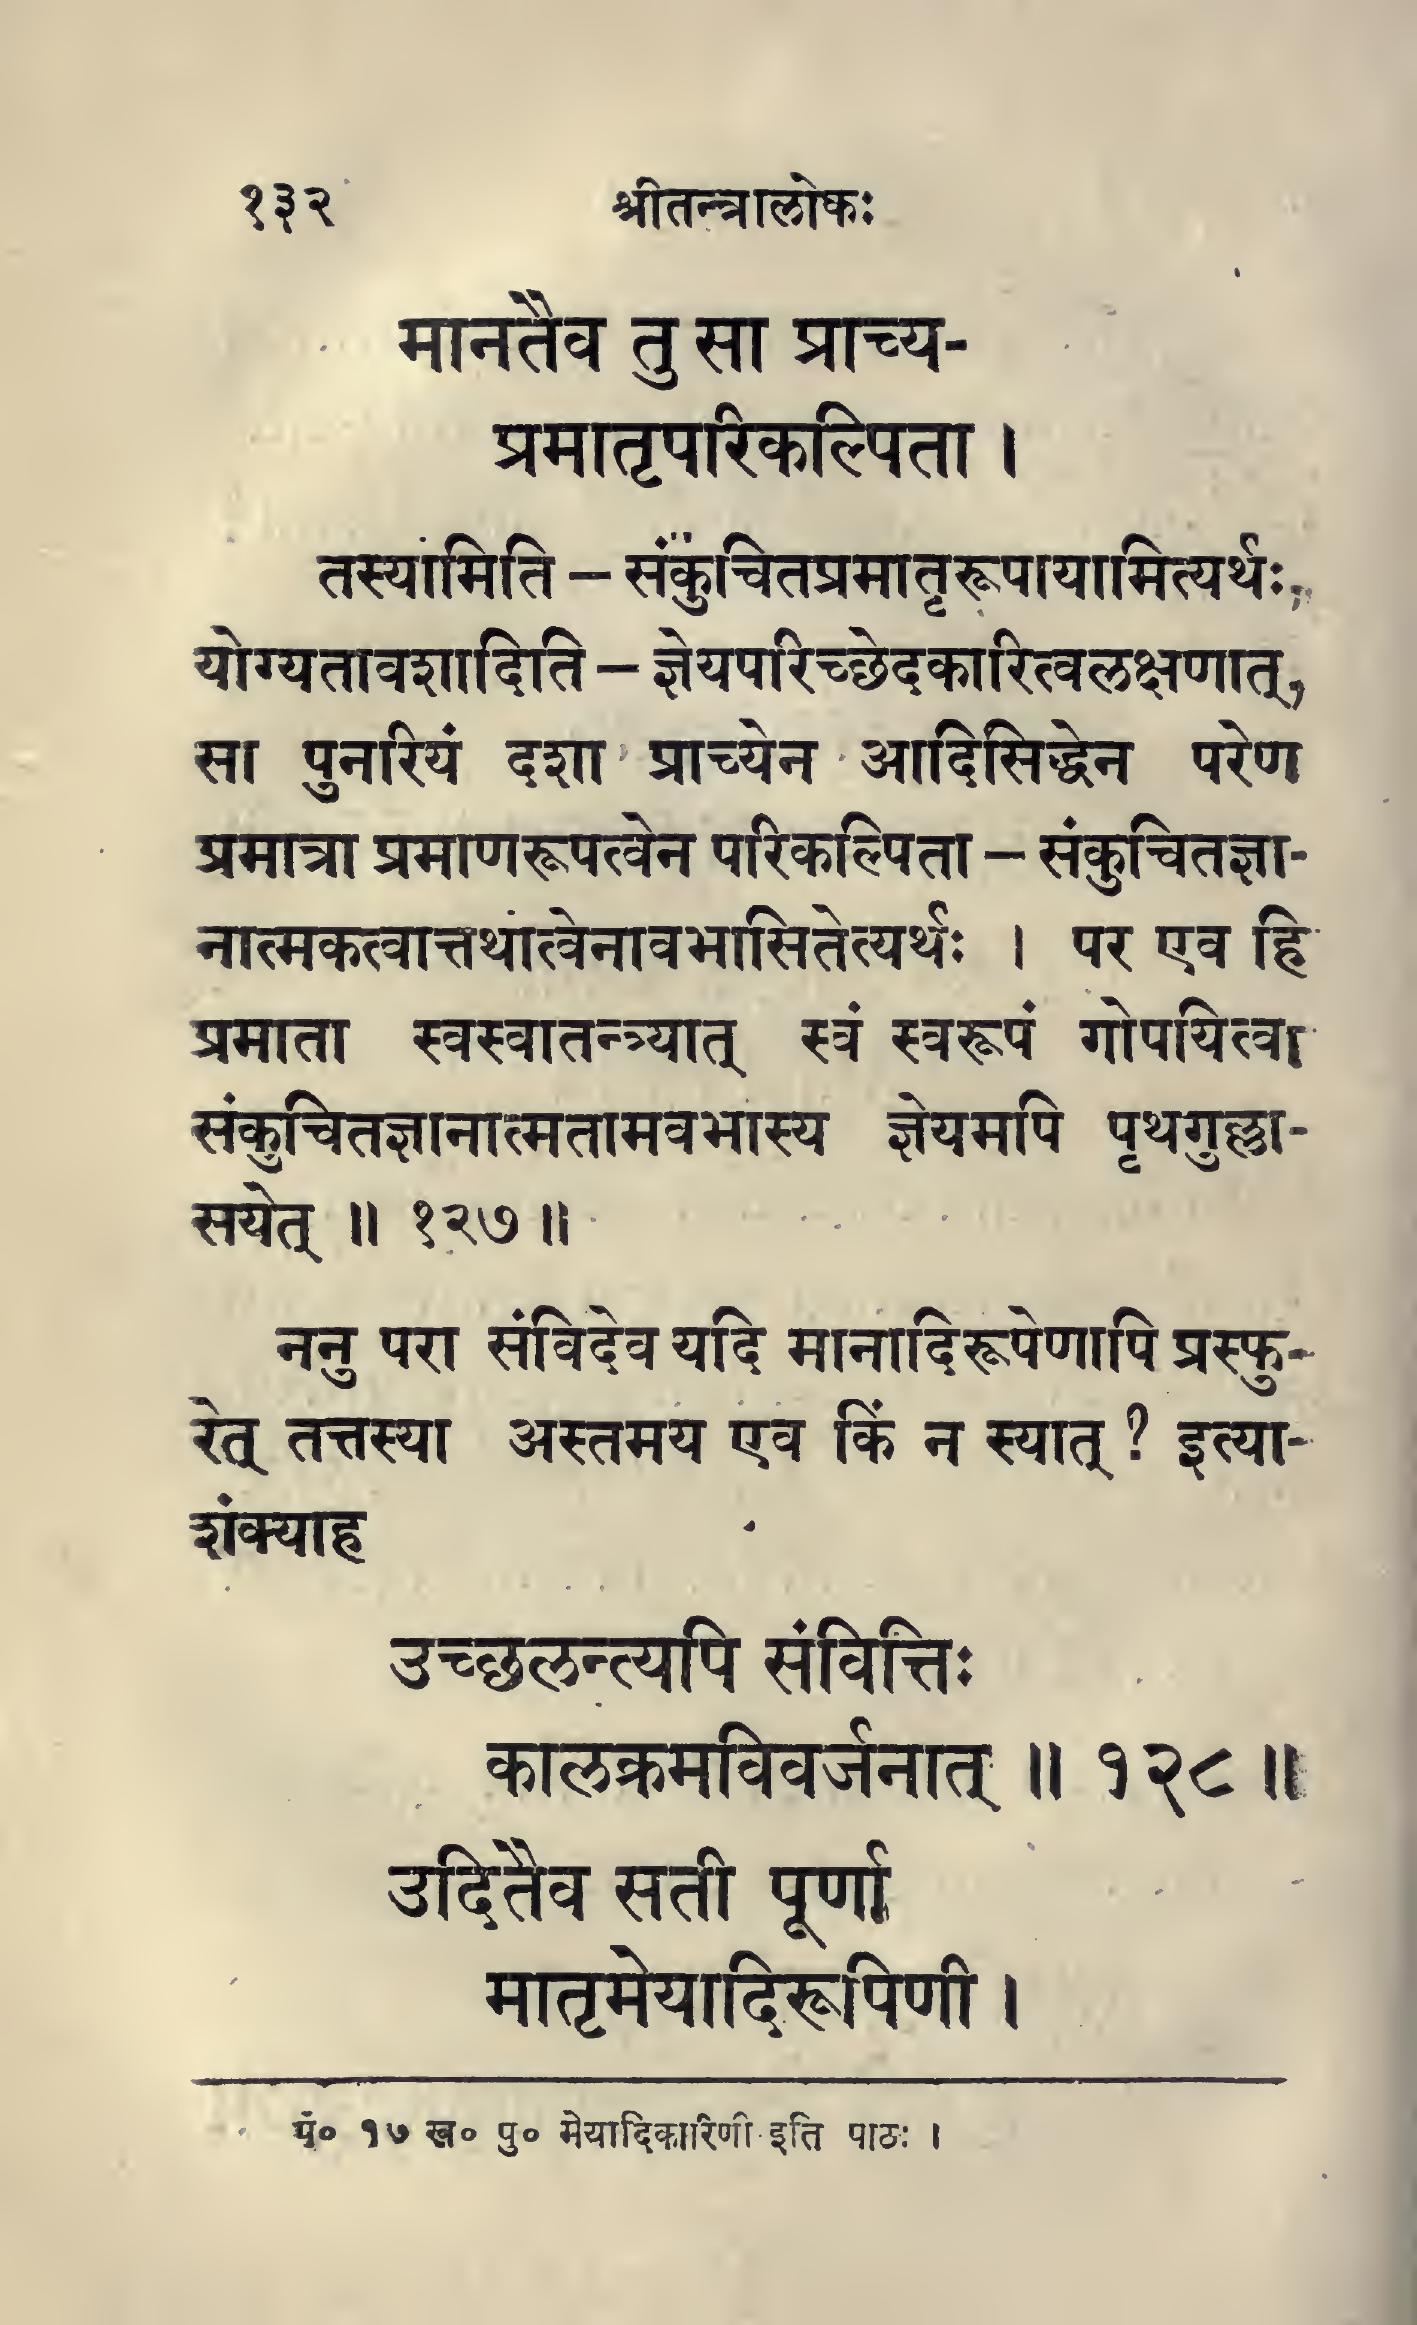 १३२ श्रीतन्त्रालोकः
मानतैव तु सा प्राच्य-
प्रमातृपरिकल्पिता ।
तस्यामिति – संकुचितप्रमातृरूपायामित्यर्थः,
योग्यतावशादिति – ज्ञेयपरिच्छेदकारित्वलक्षणात्,
सा पुनरियं दशा प्राच्येन आदिसिद्धेन परेण
प्रमात्रा प्रमाणरूपत्वेन परिकल्पिता – संकुचितज्ञा-
नात्मकत्वात्तथात्वेनावभासितेत्यर्थः । पर एव हि
प्रमाता स्वस्वातन्त्र्यात् स्वं स्वरूपं गोपयित्वा
संकुचितज्ञानात्मतामवभास्य ज्ञेयमपि पृथगुल्ला-
सयेत् ॥ १२७ ॥
ननु परा संविदेव यदि मानादिरूपेणापि प्रस्फु-
रेत् तत्तस्या अस्तमय एव किं न स्यात् ? इत्या-
शंक्याह
उच्छलन्त्यपि संवित्तिः
कालक्रमविवर्जनात् ॥ १२८ ॥
उदितैव सती पूर्णा
मातृमेयादिरूपिणी ।
पं० १७ ख० पु० मेयादिकारिणी इति पाठः ।